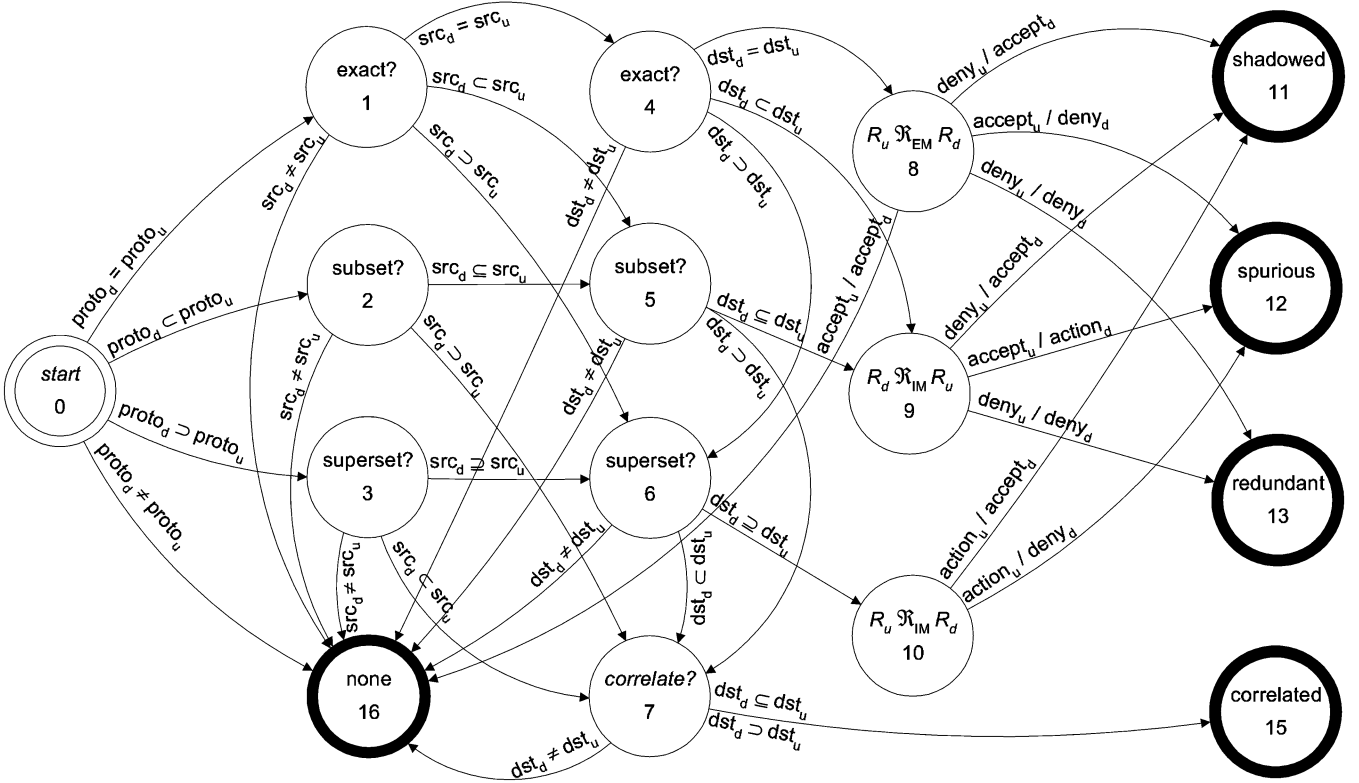 start
0
proto_d = proto_u
proto_d ⊂ proto_u
proto_d ⊃ proto_u
proto_d ≠ proto_u
exact?
1
src_d = src_u
src_d ⊂ src_u
src_d ⊃ src_u
src_d ≠ src_u
subset?
2
src_d ⊆ src_u
src_d ⊃ src_u
src_d ≠ src_u
superset?
3
src_d ⊇ src_u
src_d ⊂ src_u
src_d ≠ src_u
exact?
4
dst_d = dst_u
dst_d ⊂ dst_u
dst_d ⊃ dst_u
dst_d ≠ dst_u
subset?
5
dst_d ⊆ dst_u
dst_d ⊃ dst_u
dst_d ≠ dst_u
superset?
6
dst_d ⊇ dst_u
dst_d ⊂ dst_u
dst_d ≠ dst_u
correlate?
7
dst_d ⊆ dst_u
dst_d ⊃ dst_u
dst_d ≠ dst_u
R_u ℜ_EM R_d
8
deny_u / accept_d
accept_u / deny_d
deny_u / deny_d
accept_u / accept_d
R_d ℜ_IM R_u
9
deny_u / accept_d
accept_u / action_d
deny_u / deny_d
R_u ℜ_IM R_d
10
action_u / accept_d
action_u / deny_d
shadowed
11
spurious
12
redundant
13
correlated
15
none
16